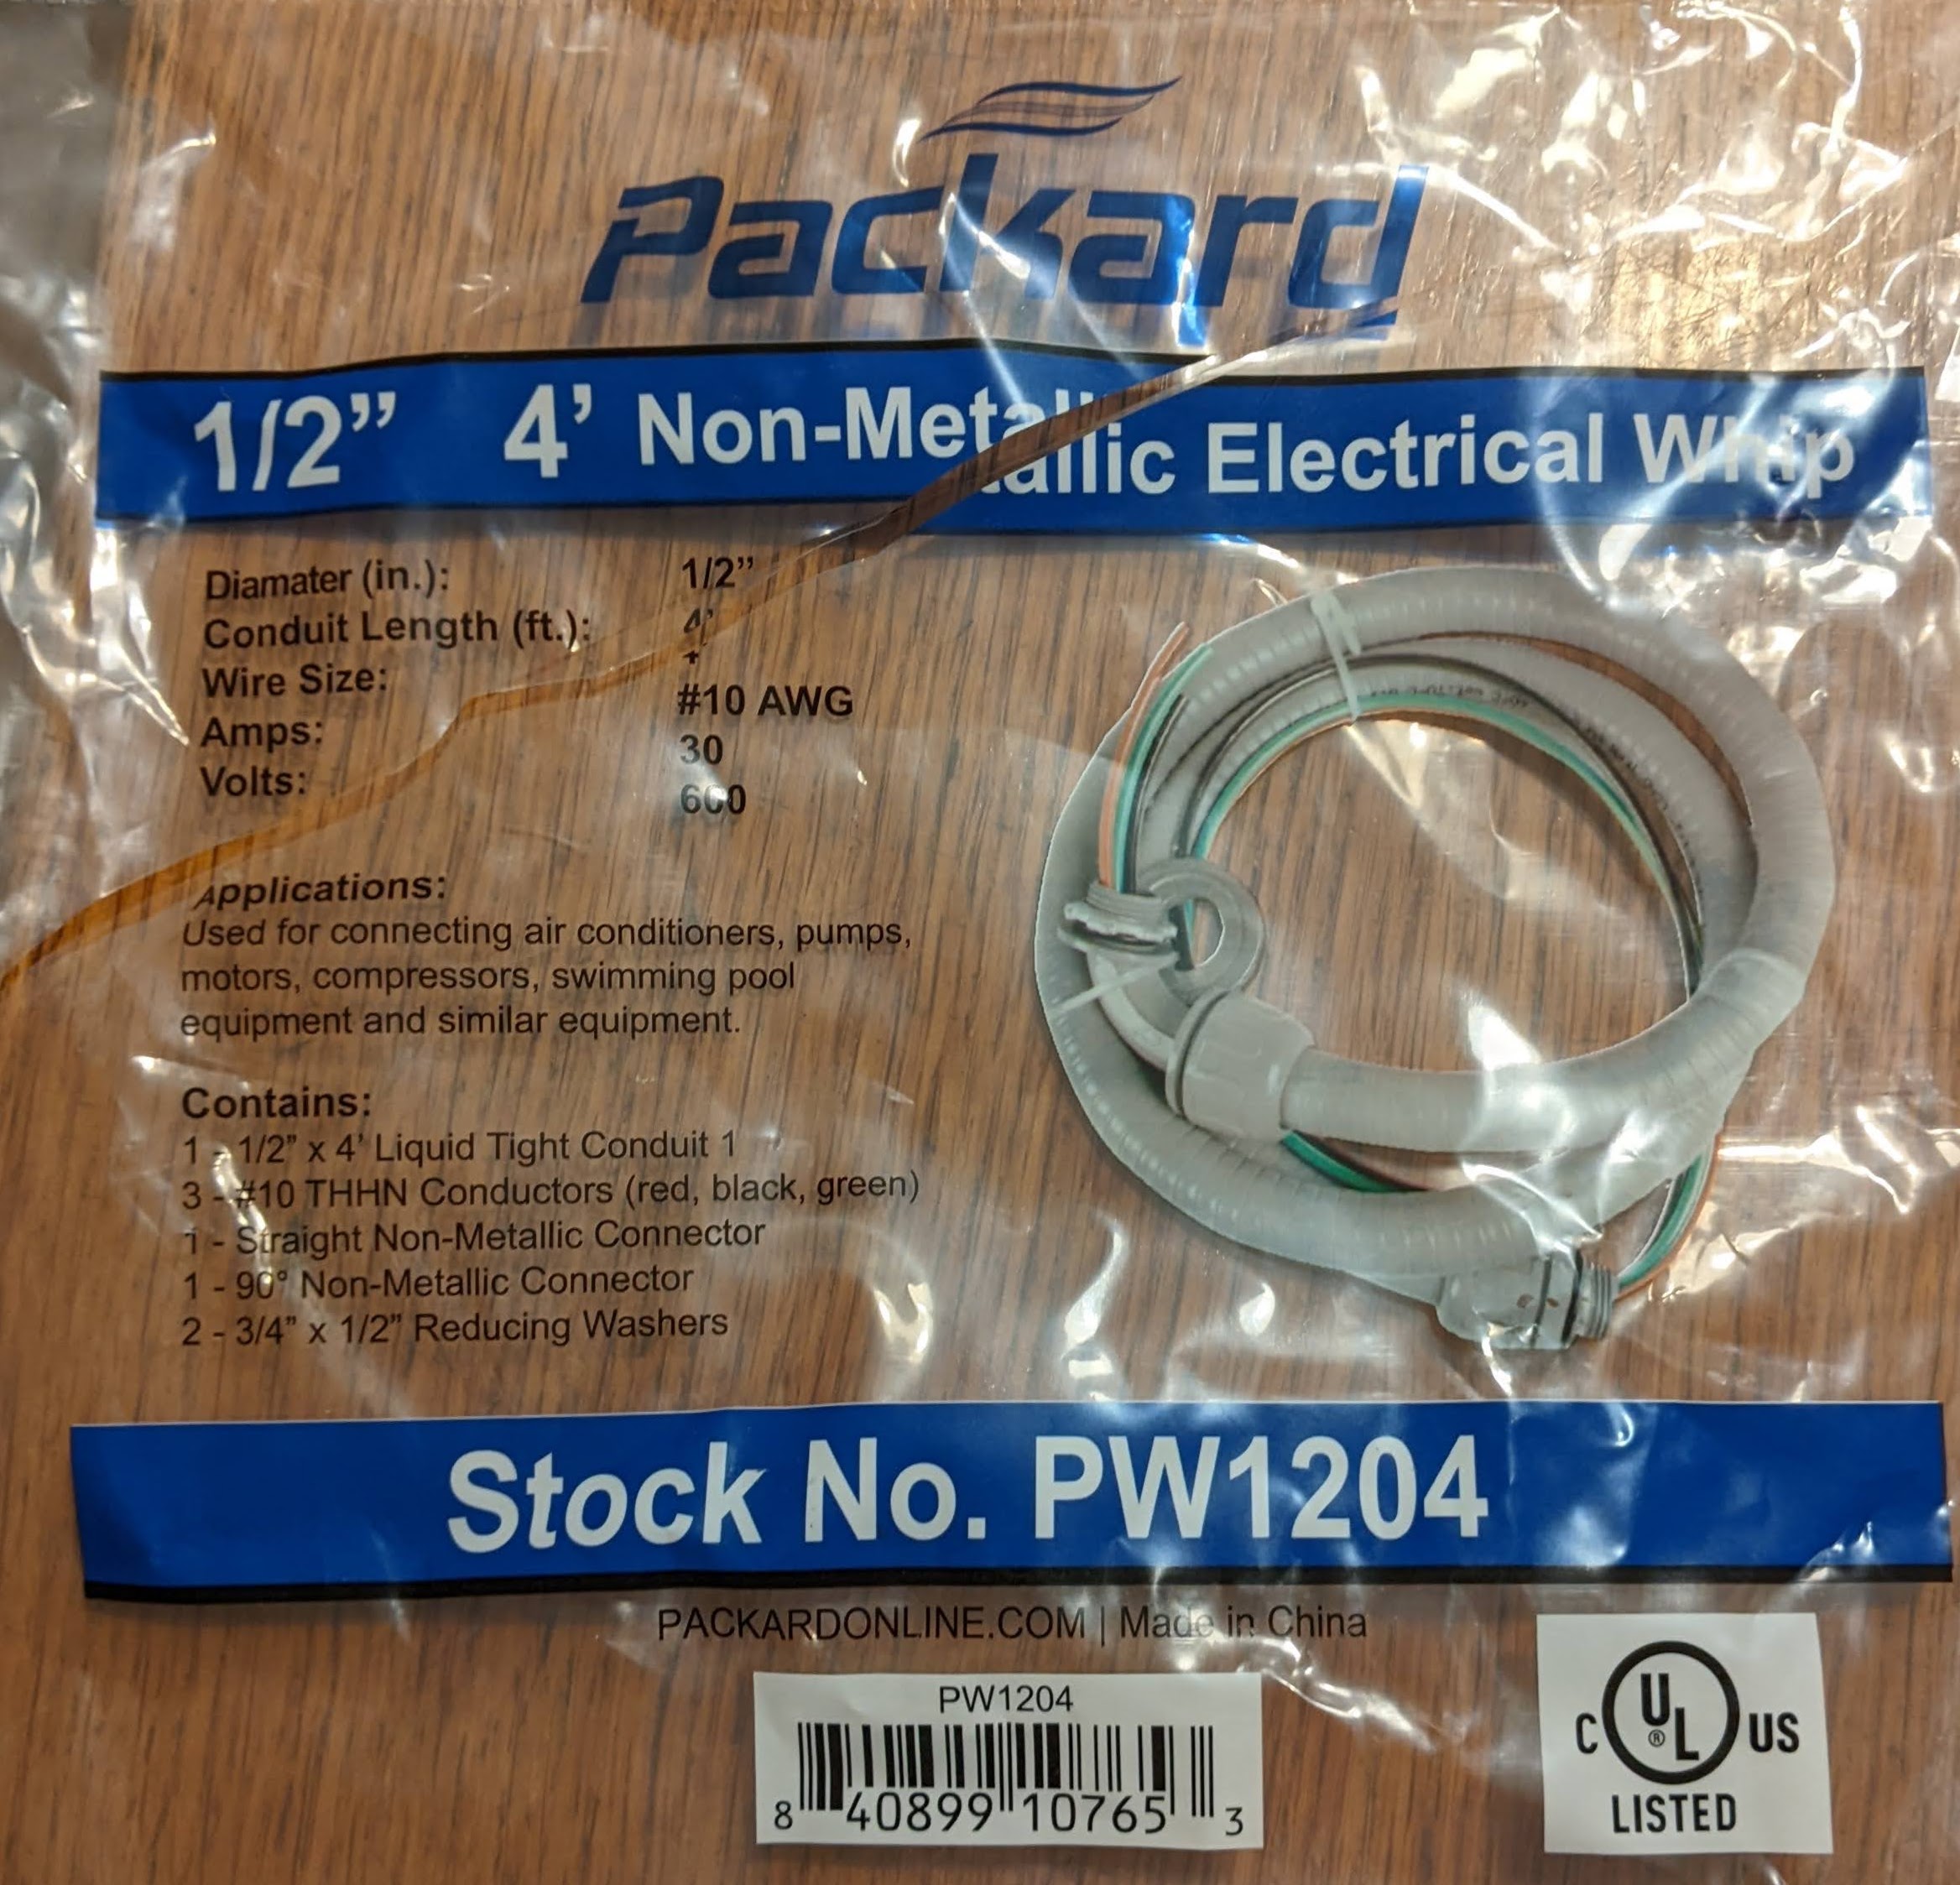 Packard
1/2” 4’ Non-Metallic Electrical Whip
Diamater (in.): 1/2”
Conduit Length (ft.): 4’
Wire Size: #10 AWG
Amps: 30
Volts: 600
Applications:
Used for connecting air conditioners, pumps,
motors, compressors, swimming pool
equipment and similar equipment.
Contains:
1 - 1/2” x 4’ Liquid Tight Conduit 1
3 - #10 THHN Conductors (red, black, green)
1 - Straight Non-Metallic Connector
1 - 90° Non-Metallic Connector
2 - 3/4” x 1/2” Reducing Washers
Stock No. PW1204
PACKARDONLINE.COM | Made in China
PW1204
8 40899 10765 3
C UL® US
LISTED